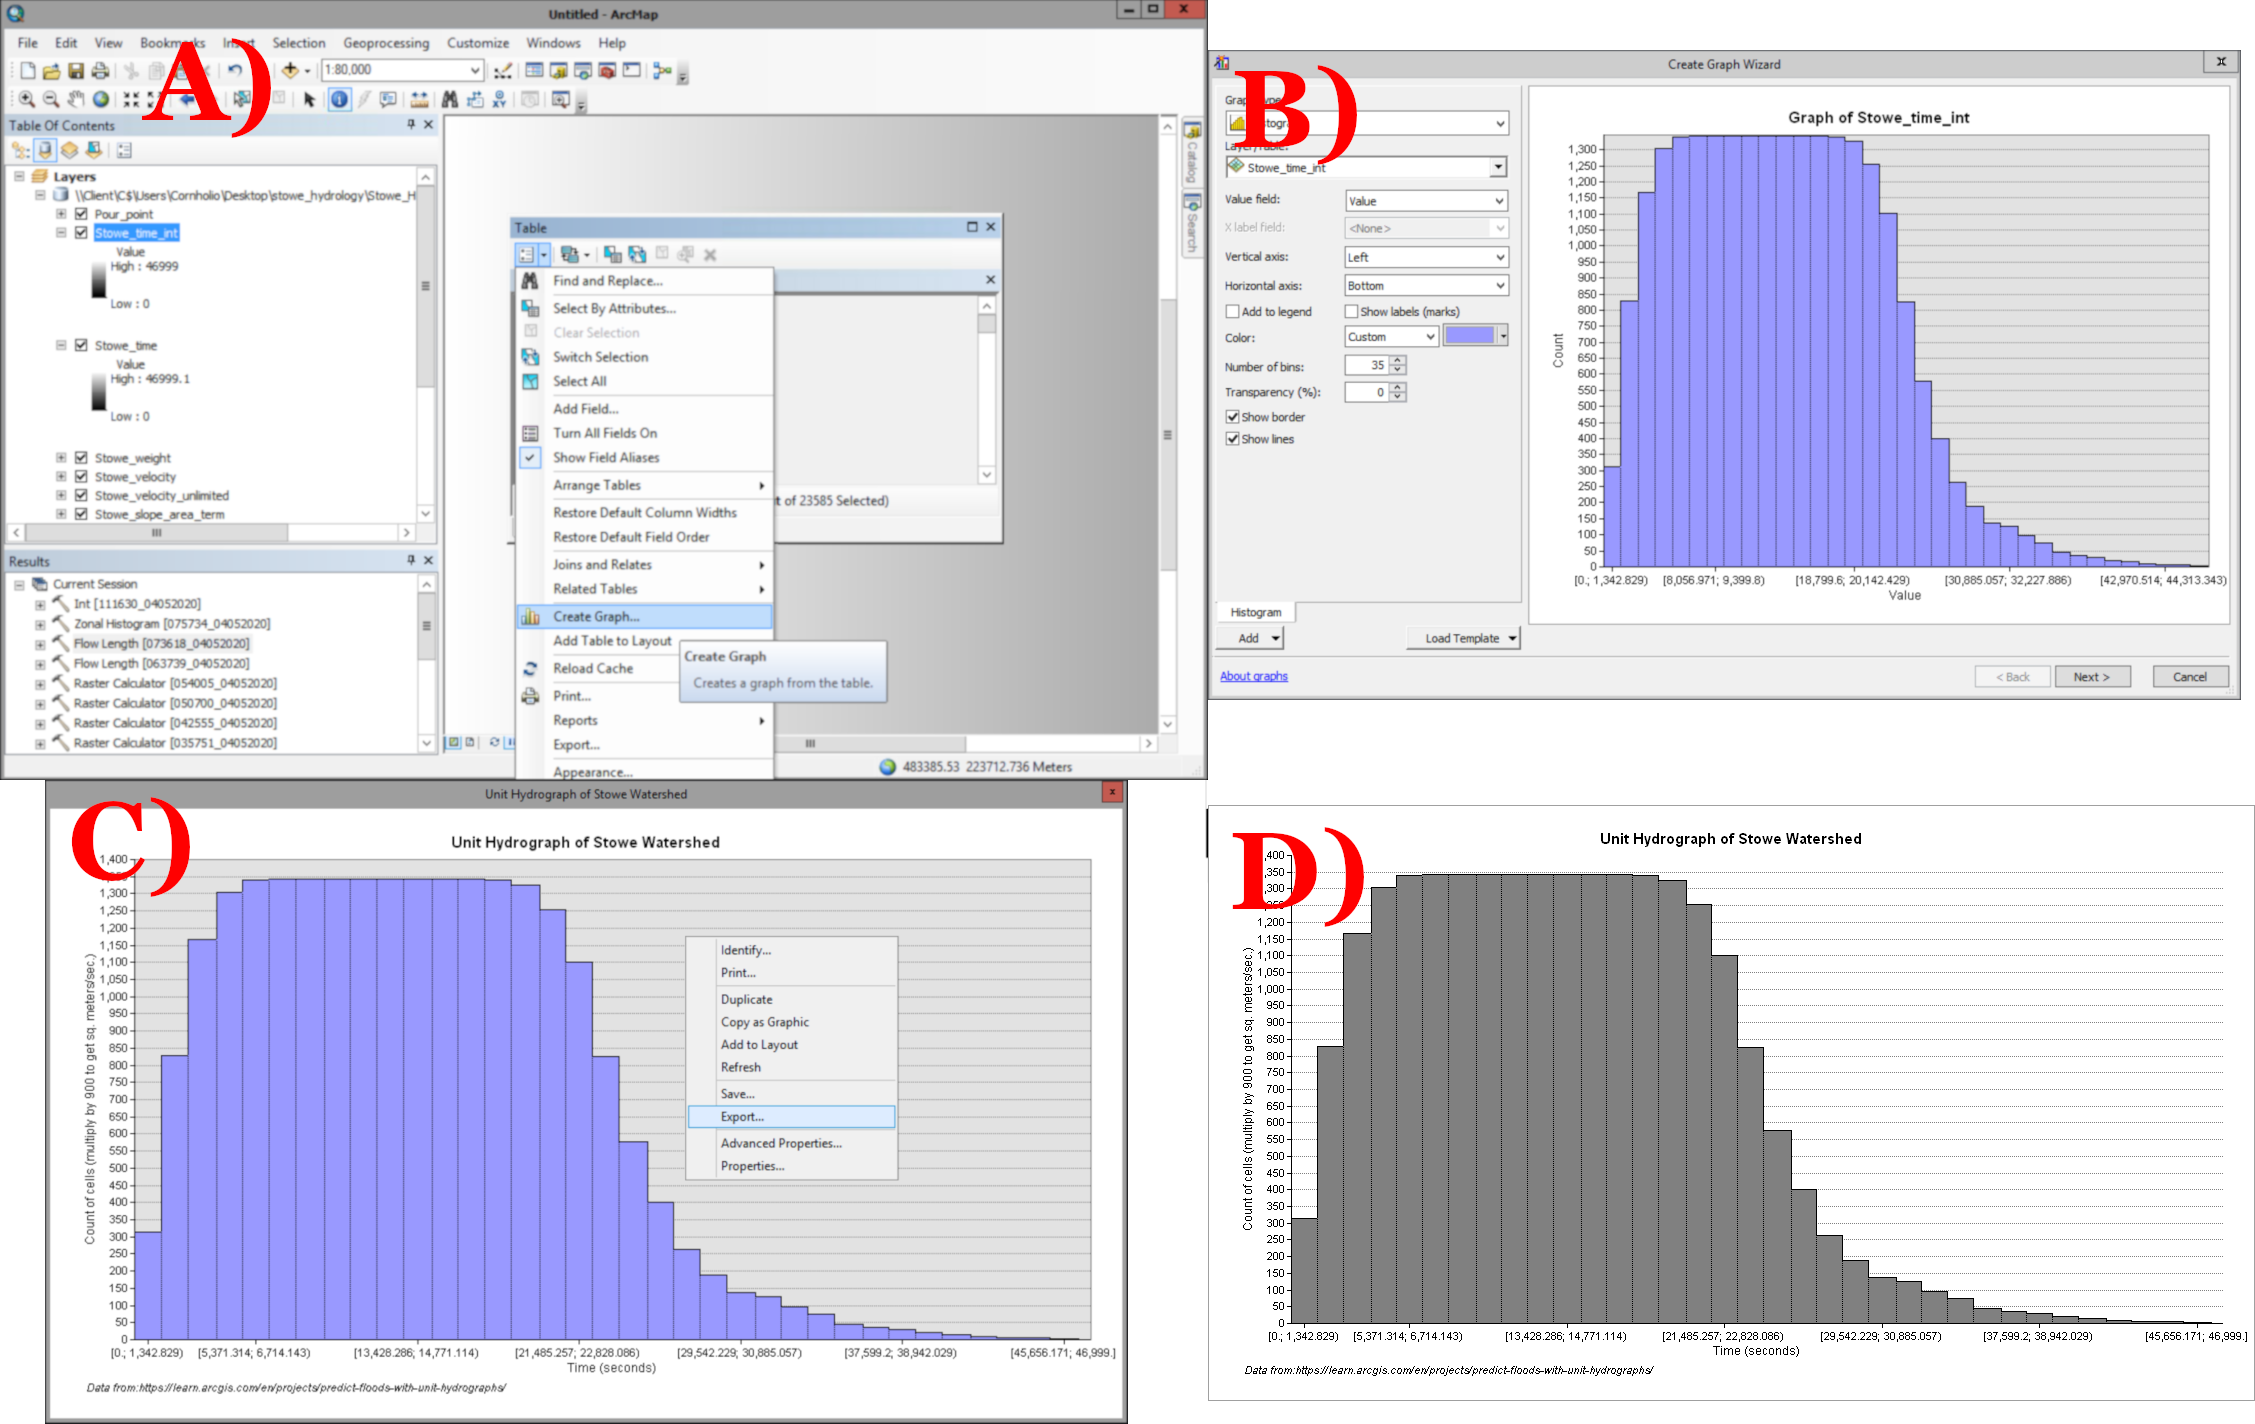 A)
Untitled - ArcMap
File Edit View Bookmarks Insert Selection Geoprocessing Customize Windows Help
1:80,000
Table Of Contents
Layers
\\Client\C$\Users\Cornholio\Desktop\stowe_hydrology\Stowe_H
Pour_point
Stowe_time_int
Value
High : 46999
Low : 0
Stowe_time
Value
High : 46999.1
Low : 0
Stowe_weight
Stowe_velocity
Stowe_velocity_unlimited
Stowe_slope_area_term
Results
Current Session
Int [111630_04052020]
Zonal Histogram [075734_04052020]
Flow Length [073618_04052020]
Flow Length [063739_04052020]
Raster Calculator [054005_04052020]
Raster Calculator [050700_04052020]
Raster Calculator [042555_04052020]
Raster Calculator [035751_04052020]
Table
Find and Replace...
Select By Attributes...
Clear Selection
Switch Selection
Select All
Add Field...
Turn All Fields On
Show Field Aliases
Arrange Tables
t of 23585 Selected)
Restore Default Column Widths
Restore Default Field Order
Joins and Relates
Related Tables
Create Graph...
Add Table to Layout
Create Graph
Creates a graph from the table.
Reload Cache
Print...
Reports
Export...
Appearance...
483385.53 223712.736 Meters
Catalog
Search
B)
Create Graph Wizard
Graph type:
Layer/Table:
Stowe_time_int
Value field: Value
X label field: <None>
Vertical axis: Left
Horizontal axis: Bottom
Add to legend Show labels (marks)
Color: Custom
Number of bins: 35
Transparency (%): 0
Show border
Show lines
Histogram
Add Load Template
About graphs
< Back Next > Cancel
Graph of Stowe_time_int
1,300
1,250
1,200
1,150
1,100
1,050
1,000
950
900
850
800
750
700
650
600
550
500
450
400
350
300
250
200
150
100
50
0
Count
[0.; 1,342.829) [8,056.971; 9,399.8) [18,799.6; 20,142.429) [30,885.057; 32,227.886) [42,970.514; 44,313.343)
Value
C)
Unit Hydrograph of Stowe Watershed
x
Unit Hydrograph of Stowe Watershed
1,400
1,300
1,250
1,200
1,150
1,100
1,050
1,000
950
900
850
800
750
700
650
600
550
500
450
400
350
300
250
200
150
100
50
0
Count of cells (multiply by 900 to get sq. meters/sec.)
Identify...
Print...
Duplicate
Copy as Graphic
Add to Layout
Refresh
Save...
Export...
Advanced Properties...
Properties...
[0.; 1,342.829) [5,371.314; 6,714.143) [13,428.286; 14,771.114) [21,485.257; 22,828.086) [29,542.229; 30,885.057) [37,599.2; 38,942.029) [45,656.171; 46,999.]
Time (seconds)
Data from:https://learn.arcgis.com/en/projects/predict-floods-with-unit-hydrographs/
D)
Unit Hydrograph of Stowe Watershed
,400
,350
,300
1,200
1,150
1,100
1,050
1,000
950
900
850
800
750
700
650
600
550
500
450
400
350
300
250
200
150
100
50
0
Count of cells (multiply by 900 to get sq. meters/sec.)
[0.; 1,342.829) [5,371.314; 6,714.143) [13,428.286; 14,771.114) [21,485.257; 22,828.086) [29,542.229; 30,885.057) [37,599.2; 38,942.029) [45,656.171; 46,999.]
Time (seconds)
Data from:https://learn.arcgis.com/en/projects/predict-floods-with-unit-hydrographs/